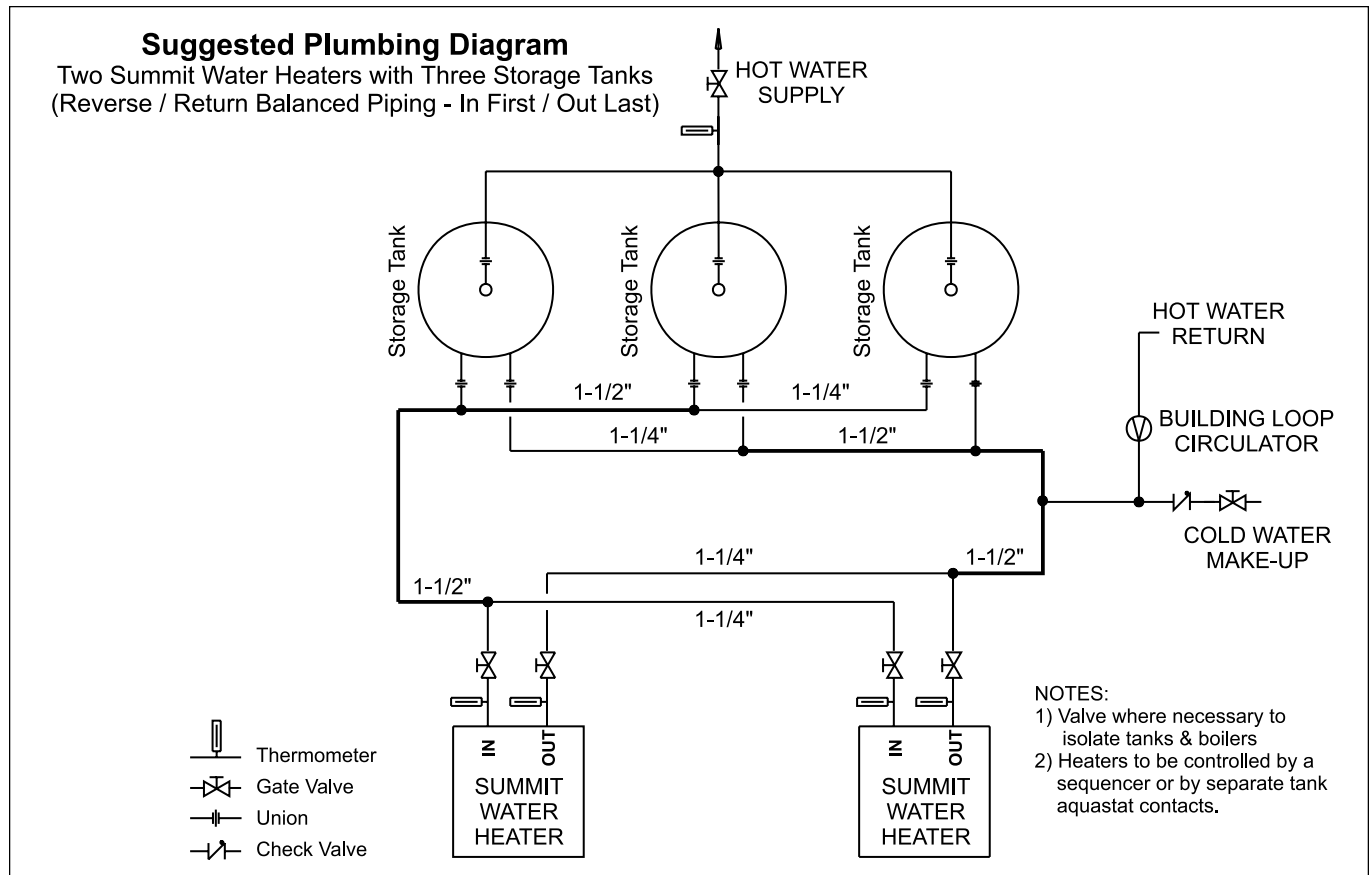 Suggested Plumbing Diagram
Two Summit Water Heaters with Three Storage Tanks
(Reverse / Return Balanced Piping - In First / Out Last)
HOT WATER
SUPPLY
Storage Tank
Storage Tank
Storage Tank
HOT WATER
RETURN
1-1/2"
1-1/4"
1-1/4"
1-1/2"
BUILDING LOOP
CIRCULATOR
COLD WATER
MAKE-UP
1-1/4"
1-1/2"
1-1/2"
1-1/4"
IN
OUT
SUMMIT
WATER
HEATER
IN
OUT
SUMMIT
WATER
HEATER
NOTES:
1) Valve where necessary to
isolate tanks & boilers
2) Heaters to be controlled by a
sequencer or by separate tank
aquastat contacts.
Thermometer
Gate Valve
Union
Check Valve